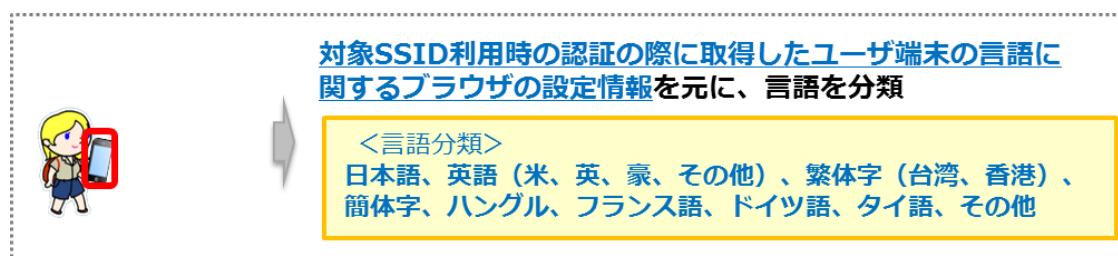 対象SSID利用時の認証の際に取得したユーザ端末の言語に
関するブラウザの設定情報を元に、言語を分類
＜言語分類＞
日本語、英語（米、英、豪、その他）、繁体字（台湾、香港）、
簡体字、ハングル、フランス語、ドイツ語、タイ語、その他